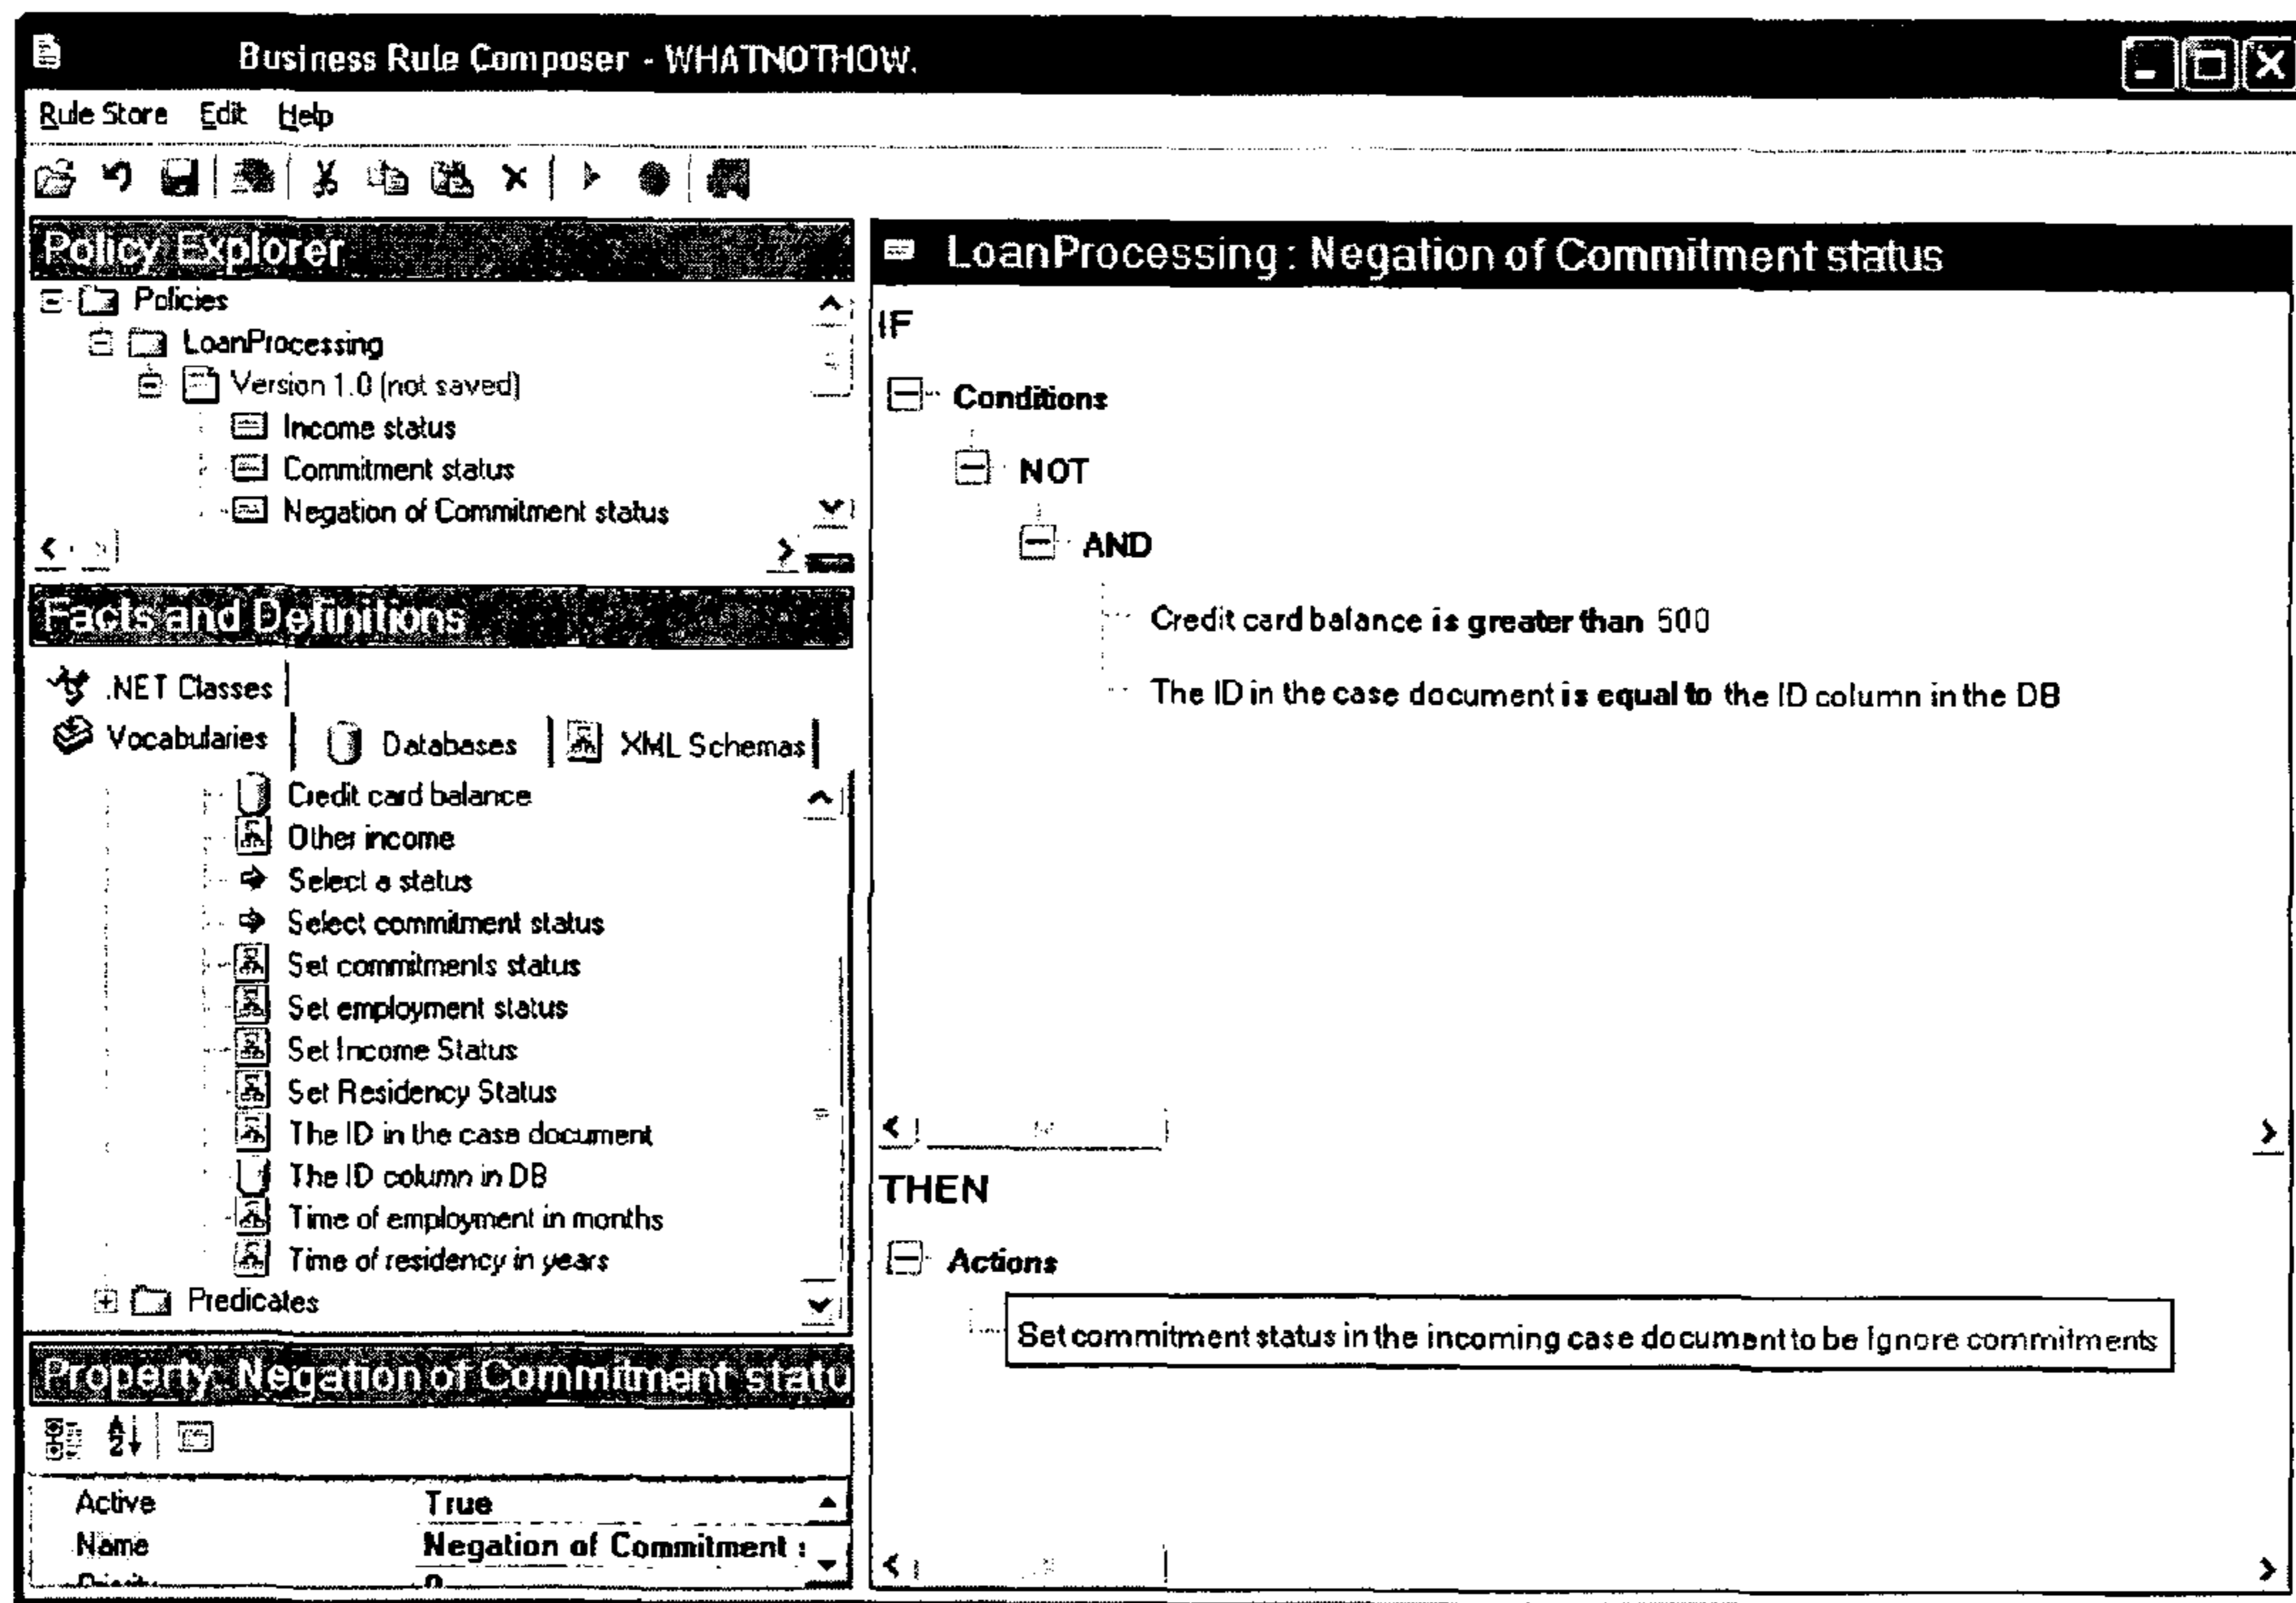 Business Rule Composer - WHATNOTHOW.
Rule Store Edit Help
Policy Explorer
Policies
LoanProcessing
Version 1.0 (not saved)
Income status
Commitment status
Negation of Commitment status
Facts and Definitions
.NET Classes
Vocabularies Databases XML Schemas
Credit card balance
Other income
Select a status
Select commitment status
Set commitments status
Set employment status
Set Income Status
Set Residency Status
The ID in the case document
The ID column in DB
Time of employment in months
Time of residency in years
Predicates
Property: Negation of Commitment statu
Active True
Name Negation of Commitment :
LoanProcessing : Negation of Commitment status
IF
Conditions
NOT
AND
Credit card balance is greater than 500
The ID in the case document is equal to the ID column in the DB
THEN
Actions
Set commitment status in the incoming case document to be Ignore commitments